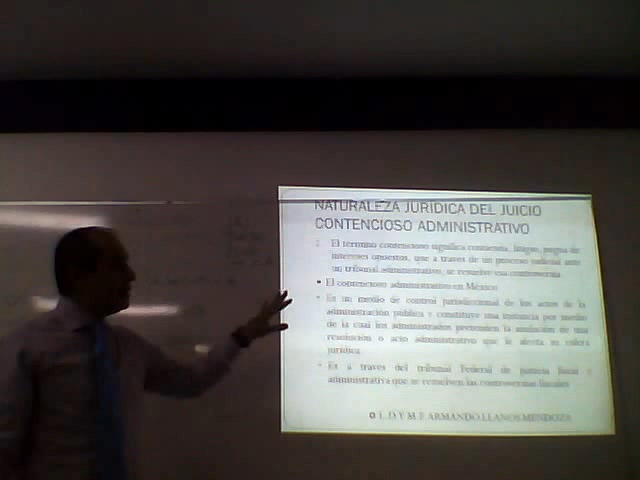 NATURALEZA JURIDICA DEL JUICIO
CONTENCIOSO ADMINISTRATIVO
El termino contencioso significa contienda, litigio, pugna de
intereses opuestos, que a traves de un proceso judicial ante
un tribunal administrativo, se resuelve esa controversia
• El contencioso administrativo en México
• Es un medio de control jurisdiccional de los actos de la
administración pública y constituye una instancia por medio
de la cual los administrados pretenden la anulación de una
resolución o acto administrativo que le afecta su esfera
jurídica
• Es a través del tribunal Federal de justicia fiscal y
administrativa que se resuelven las controversias fiscales
L D Y M F ARMANDO LLANOS MENDOZA